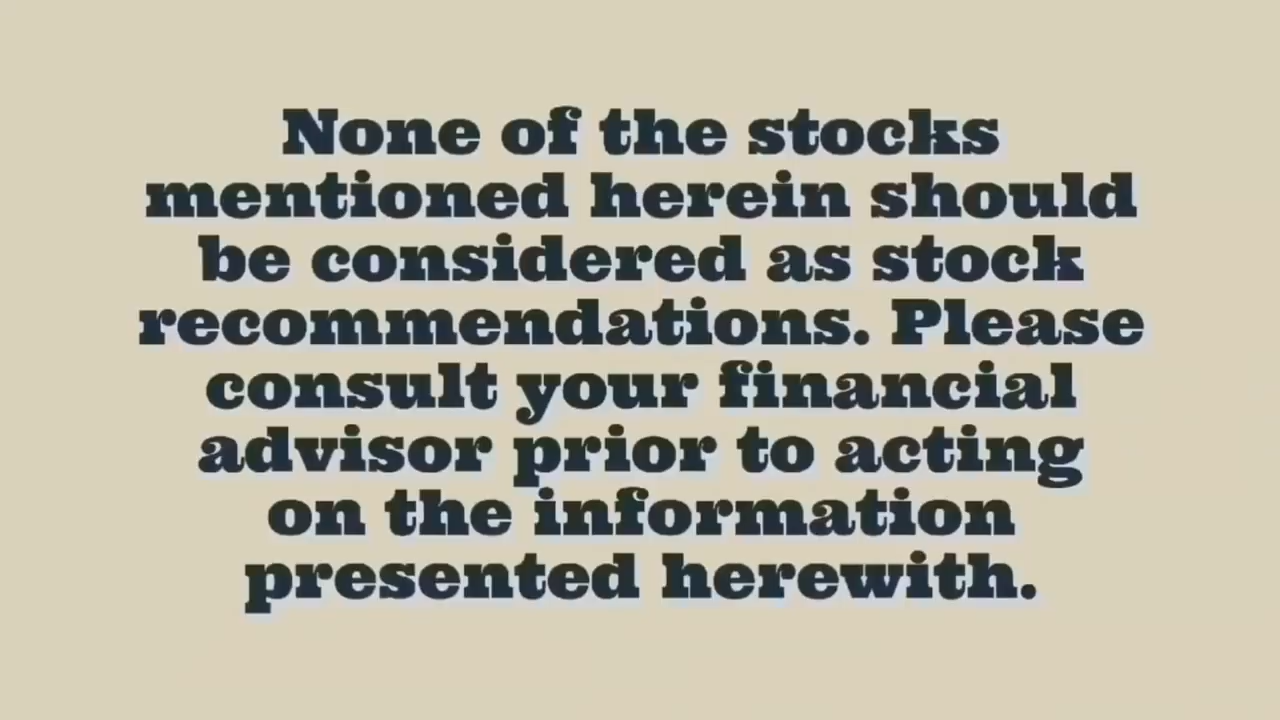 None of the stocks
mentioned herein should
be considered as stock
recommendations. Please
consult your financial
advisor prior to acting
on the information
presented herewith.